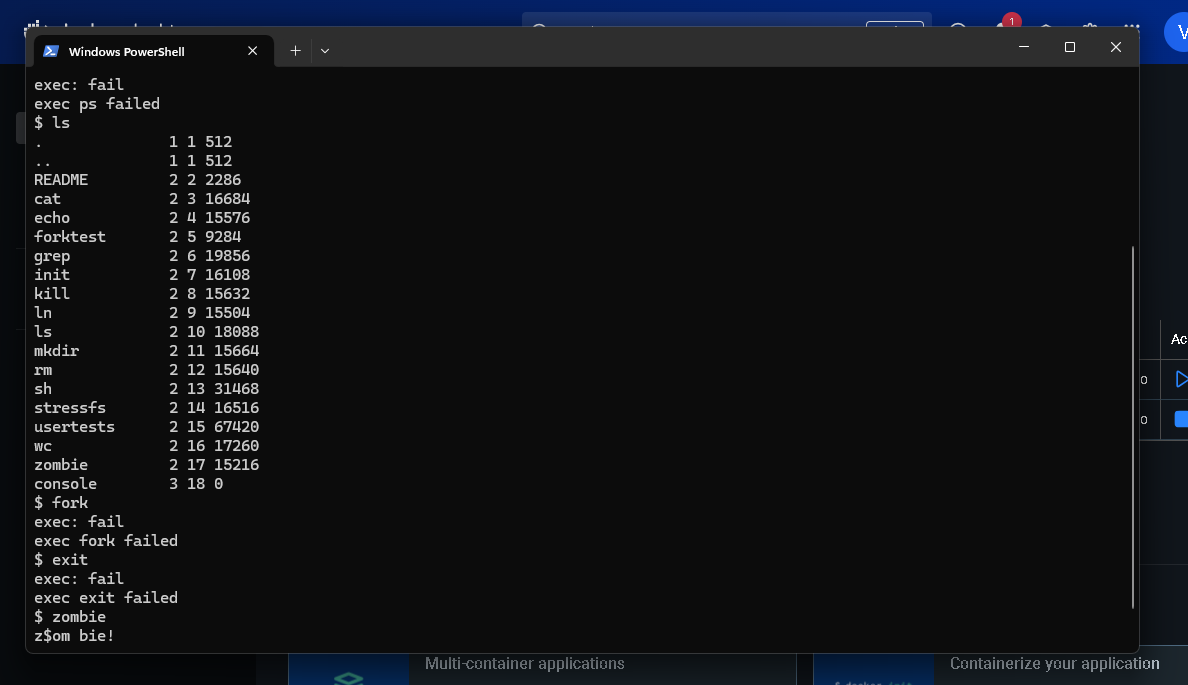 1
V
Windows PowerShell
exec: fail
exec ps failed
$ ls
. 1 1 512
.. 1 1 512
README 2 2 2286
cat 2 3 16684
echo 2 4 15576
forktest 2 5 9284
grep 2 6 19856
init 2 7 16108
kill 2 8 15632
ln 2 9 15504
ls 2 10 18088
mkdir 2 11 15664
rm 2 12 15640
sh 2 13 31468
stressfs 2 14 16516
usertests 2 15 67420
wc 2 16 17260
zombie 2 17 15216
console 3 18 0
$ fork
exec: fail
exec fork failed
$ exit
exec: fail
exec exit failed
$ zombie
z$om bie!
Ac
o
o
Multi-container applications
Containerize your application